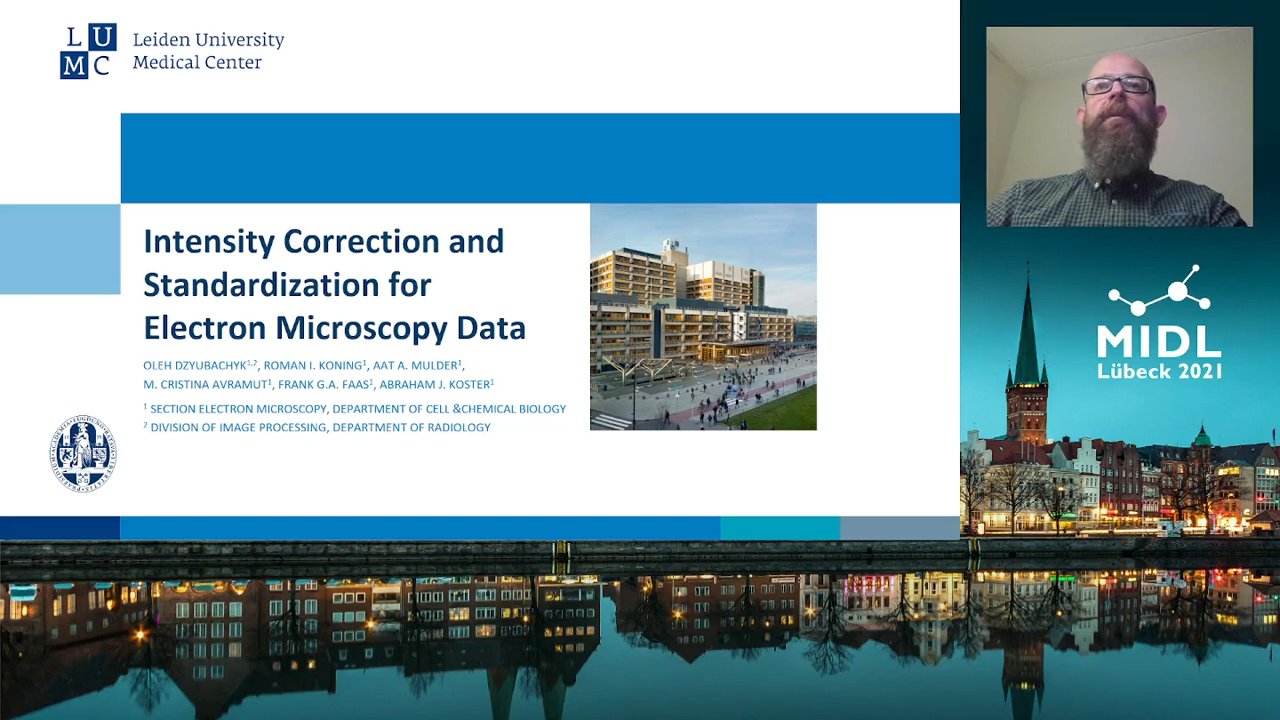 L U
M C
Leiden University
Medical Center
Intensity Correction and
Standardization for
Electron Microscopy Data
OLEH DZYUBACHYK1,2, ROMAN I. KONING1, AAT A. MULDER1,
M. CRISTINA AVRAMUT1, FRANK G.A. FAAS1, ABRAHAM J. KOSTER1
1 SECTION ELECTRON MICROSCOPY, DEPARTMENT OF CELL &CHEMICAL BIOLOGY
2 DIVISION OF IMAGE PROCESSING, DEPARTMENT OF RADIOLOGY
MIDL
Lübeck 2021